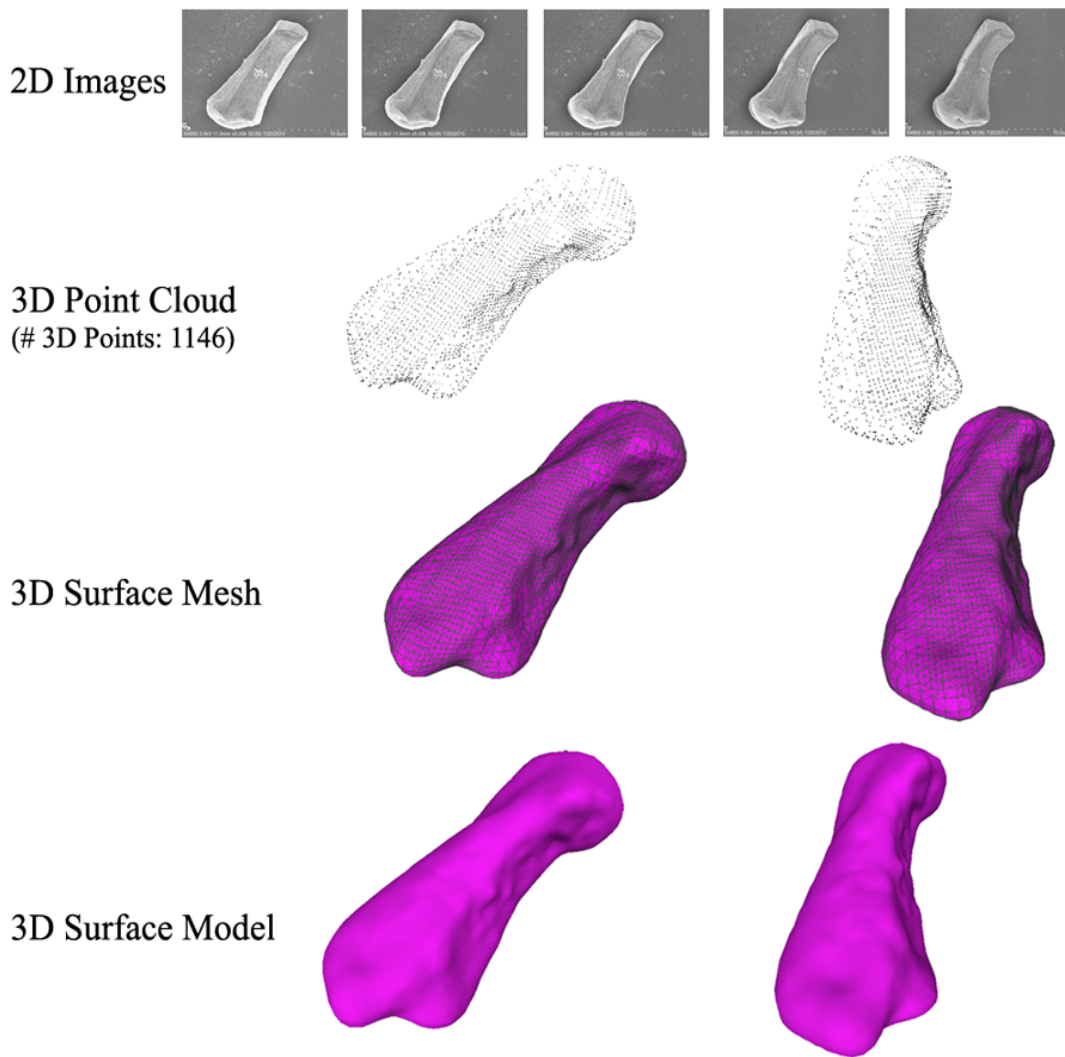 2D Images
3D Point Cloud
(# 3D Points: 1146)
3D Surface Mesh
3D Surface Model